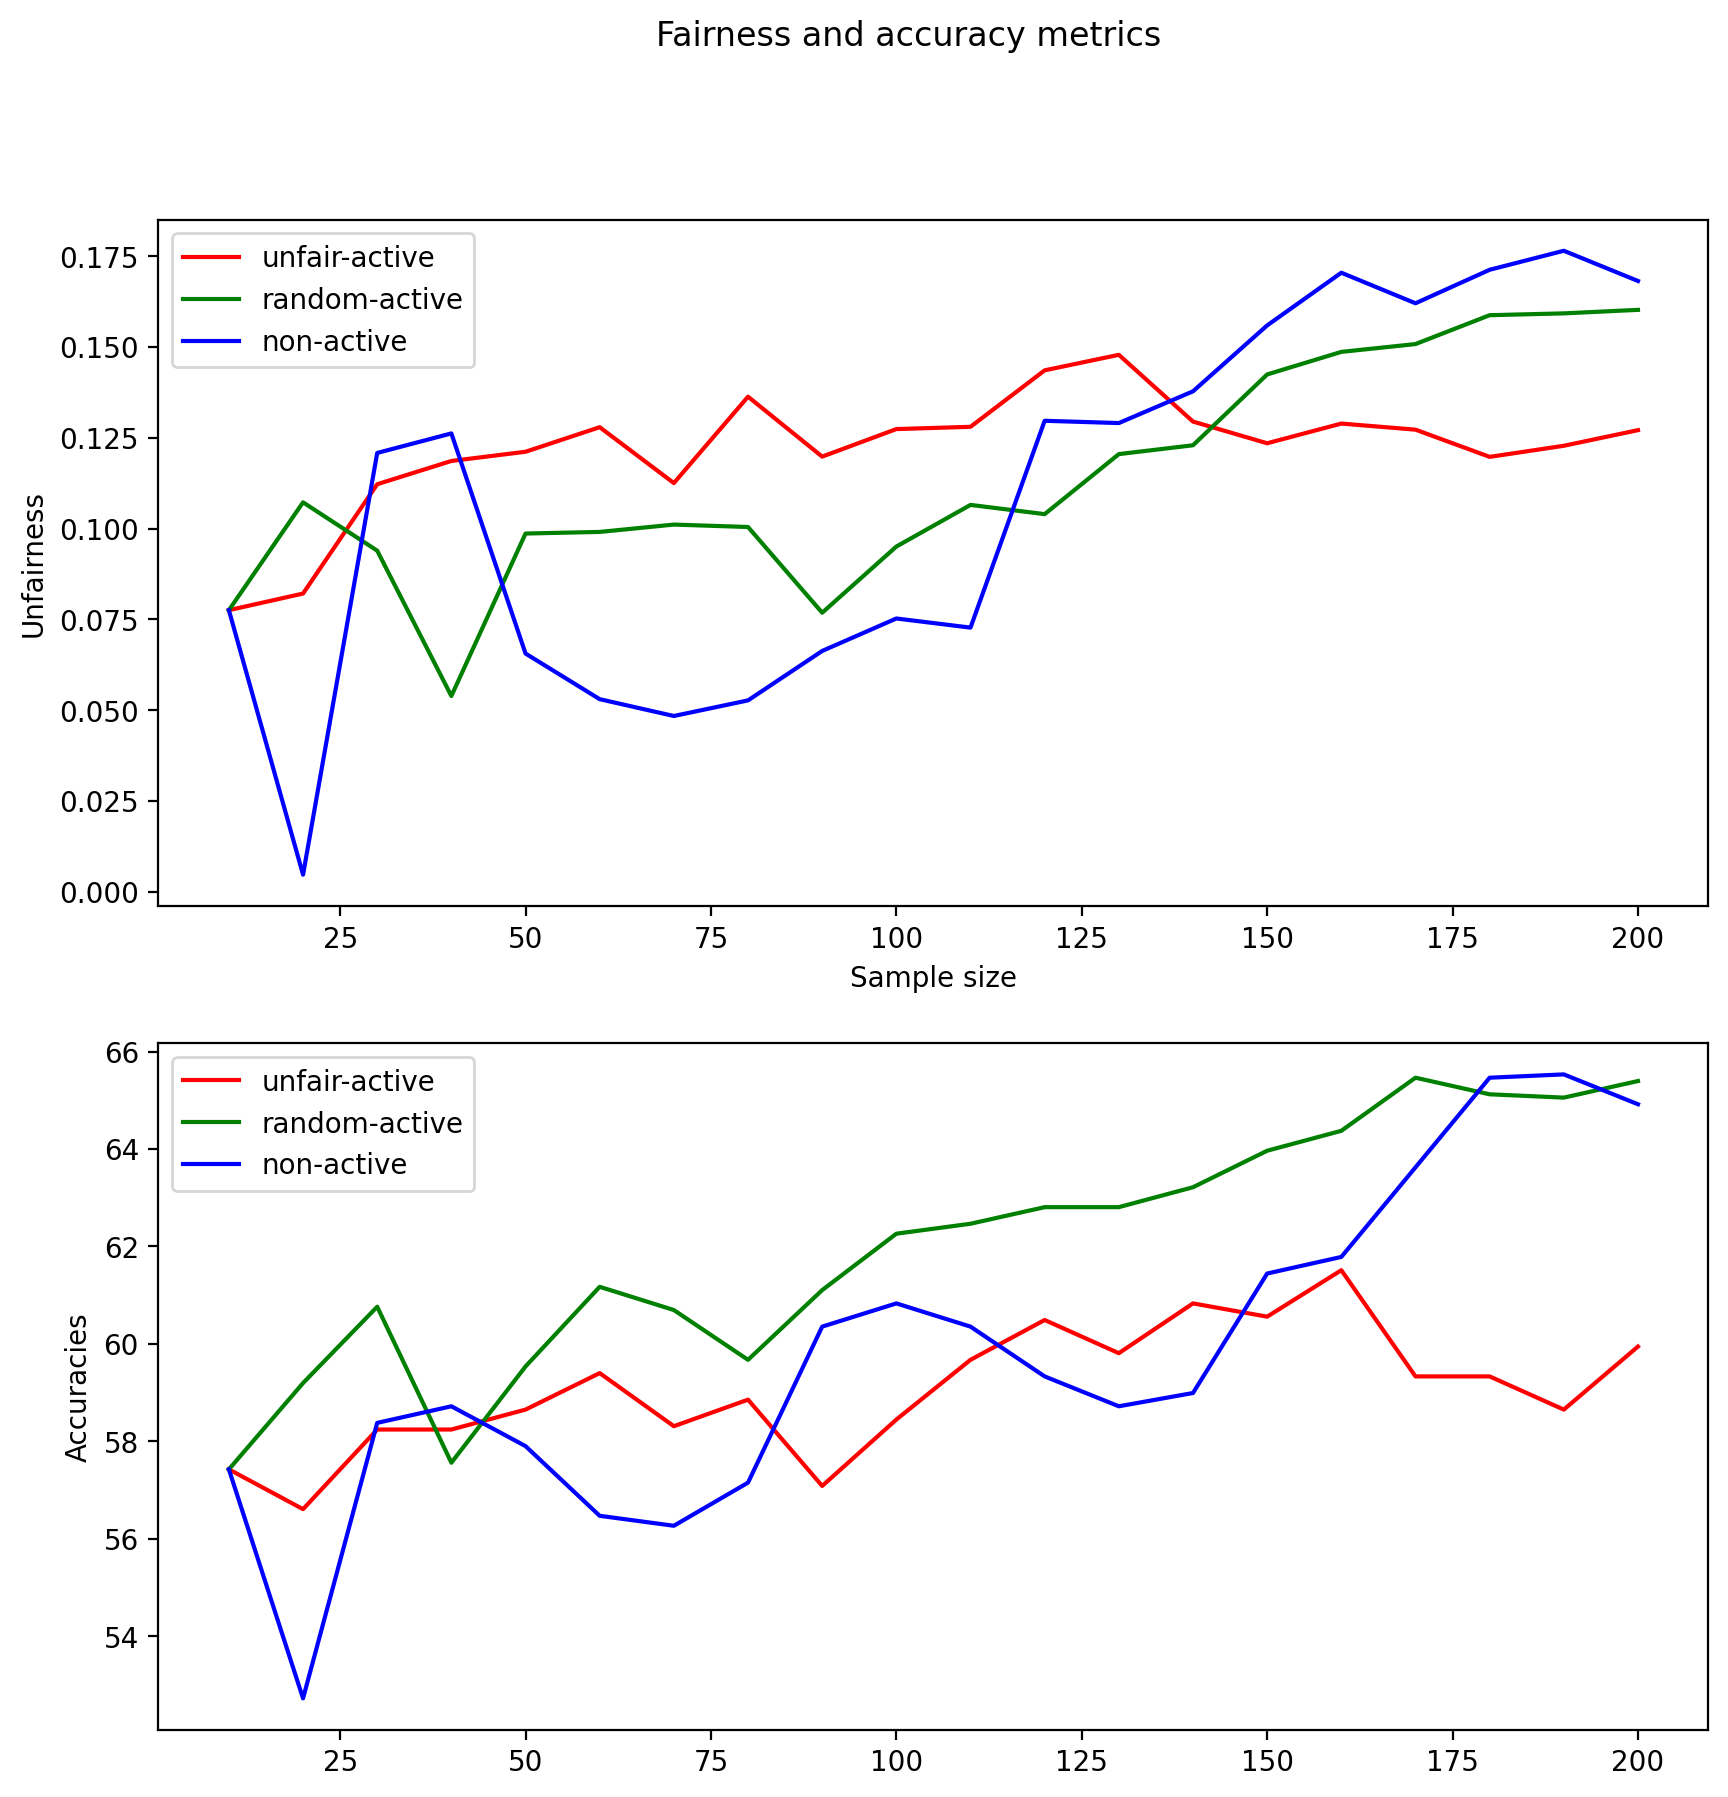 Fairness and accuracy metrics
unfair-active
random-active
non-active
0.175
0.150
0.125
0.100
0.075
0.050
0.025
0.000
Unfairness
25 50 75 100 125 150 175 200
Sample size
unfair-active
random-active
non-active
66
64
62
60
58
56
54
Accuracies
25 50 75 100 125 150 175 200